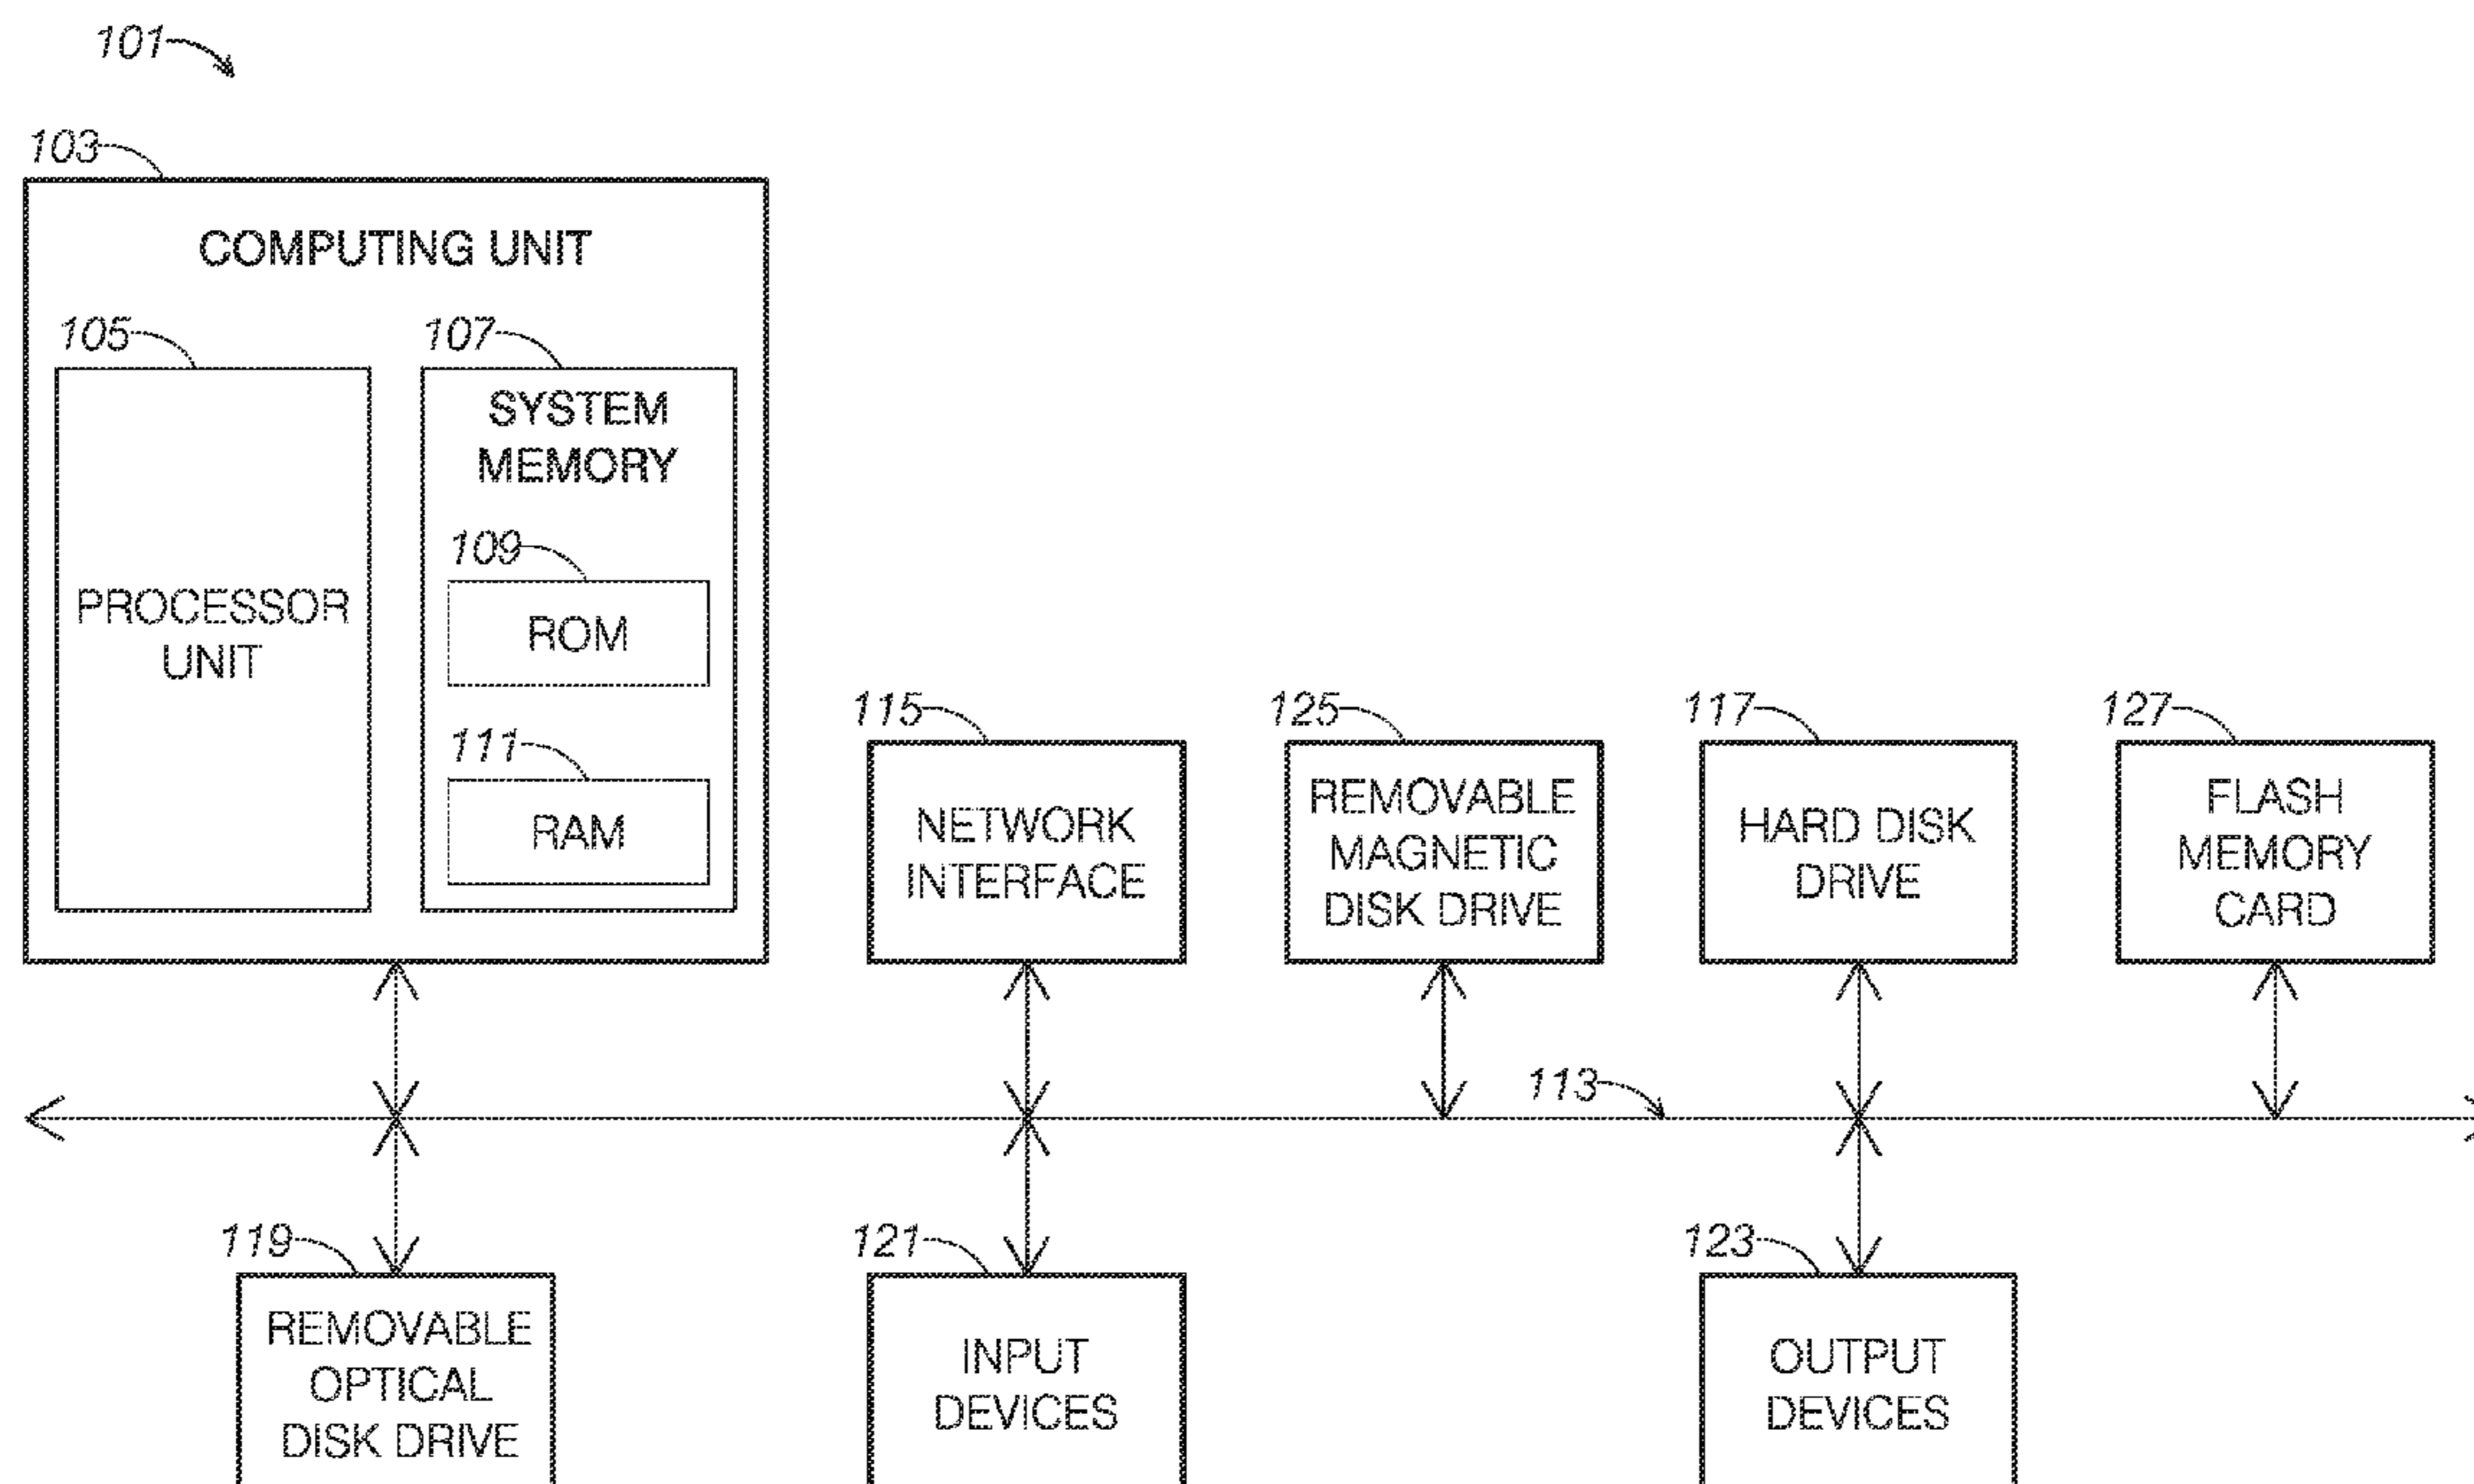 101
103
COMPUTING UNIT
105
107
PROCESSOR
UNIT
SYSTEM
MEMORY
109
ROM
111
RAM
115
NETWORK
INTERFACE
125
REMOVABLE
MAGNETIC
DISK DRIVE
117
HARD DISK
DRIVE
127
FLASH
MEMORY
CARD
113
119
REMOVABLE
OPTICAL
DISK DRIVE
121
INPUT
DEVICES
123
OUTPUT
DEVICES